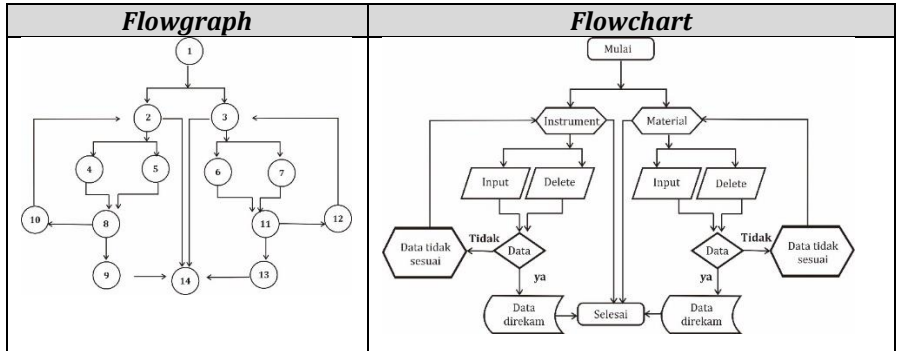 Flowgraph
Flowchart
1
2
3
4
5
6
7
8
9
10
11
12
13
14
Mulai
Instrument
Material
Input
Delete
Input
Delete
Tidak
Data tidak
sesuai
Data
ya
Data
direkam
Selesai
Data
Tidak
Data tidak
sesuai
ya
Data
direkam